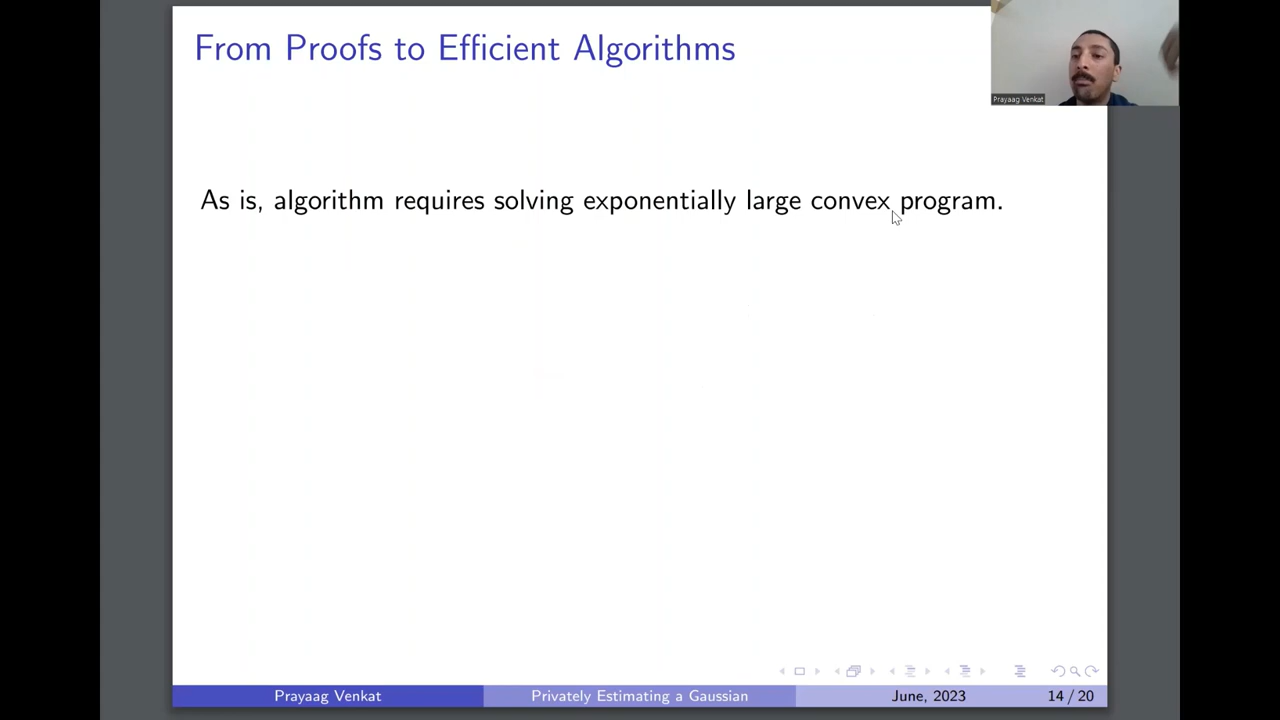 From Proofs to Efficient Algorithms
Prayaag Venkat
As is, algorithm requires solving exponentially large convex program.
Prayaag Venkat
Privately Estimating a Gaussian
June, 2023
14 / 20